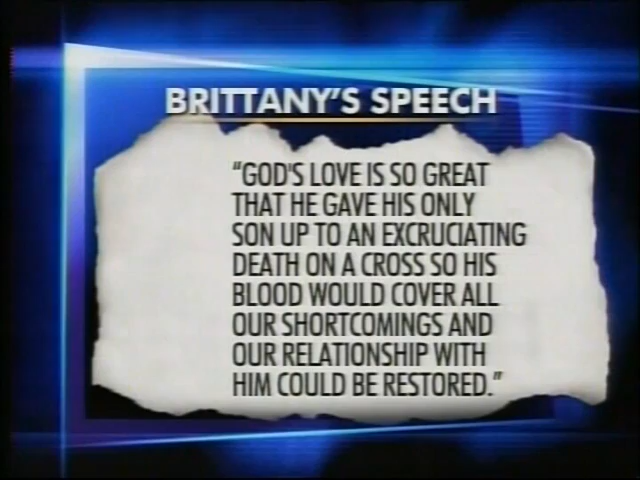 BRITTANY'S SPEECH
"GOD'S LOVE IS SO GREAT
THAT HE GAVE HIS ONLY
SON UP TO AN EXCRUCIATING
DEATH ON A CROSS SO HIS
BLOOD WOULD COVER ALL
OUR SHORTCOMINGS AND
OUR RELATIONSHIP WITH
HIM COULD BE RESTORED."